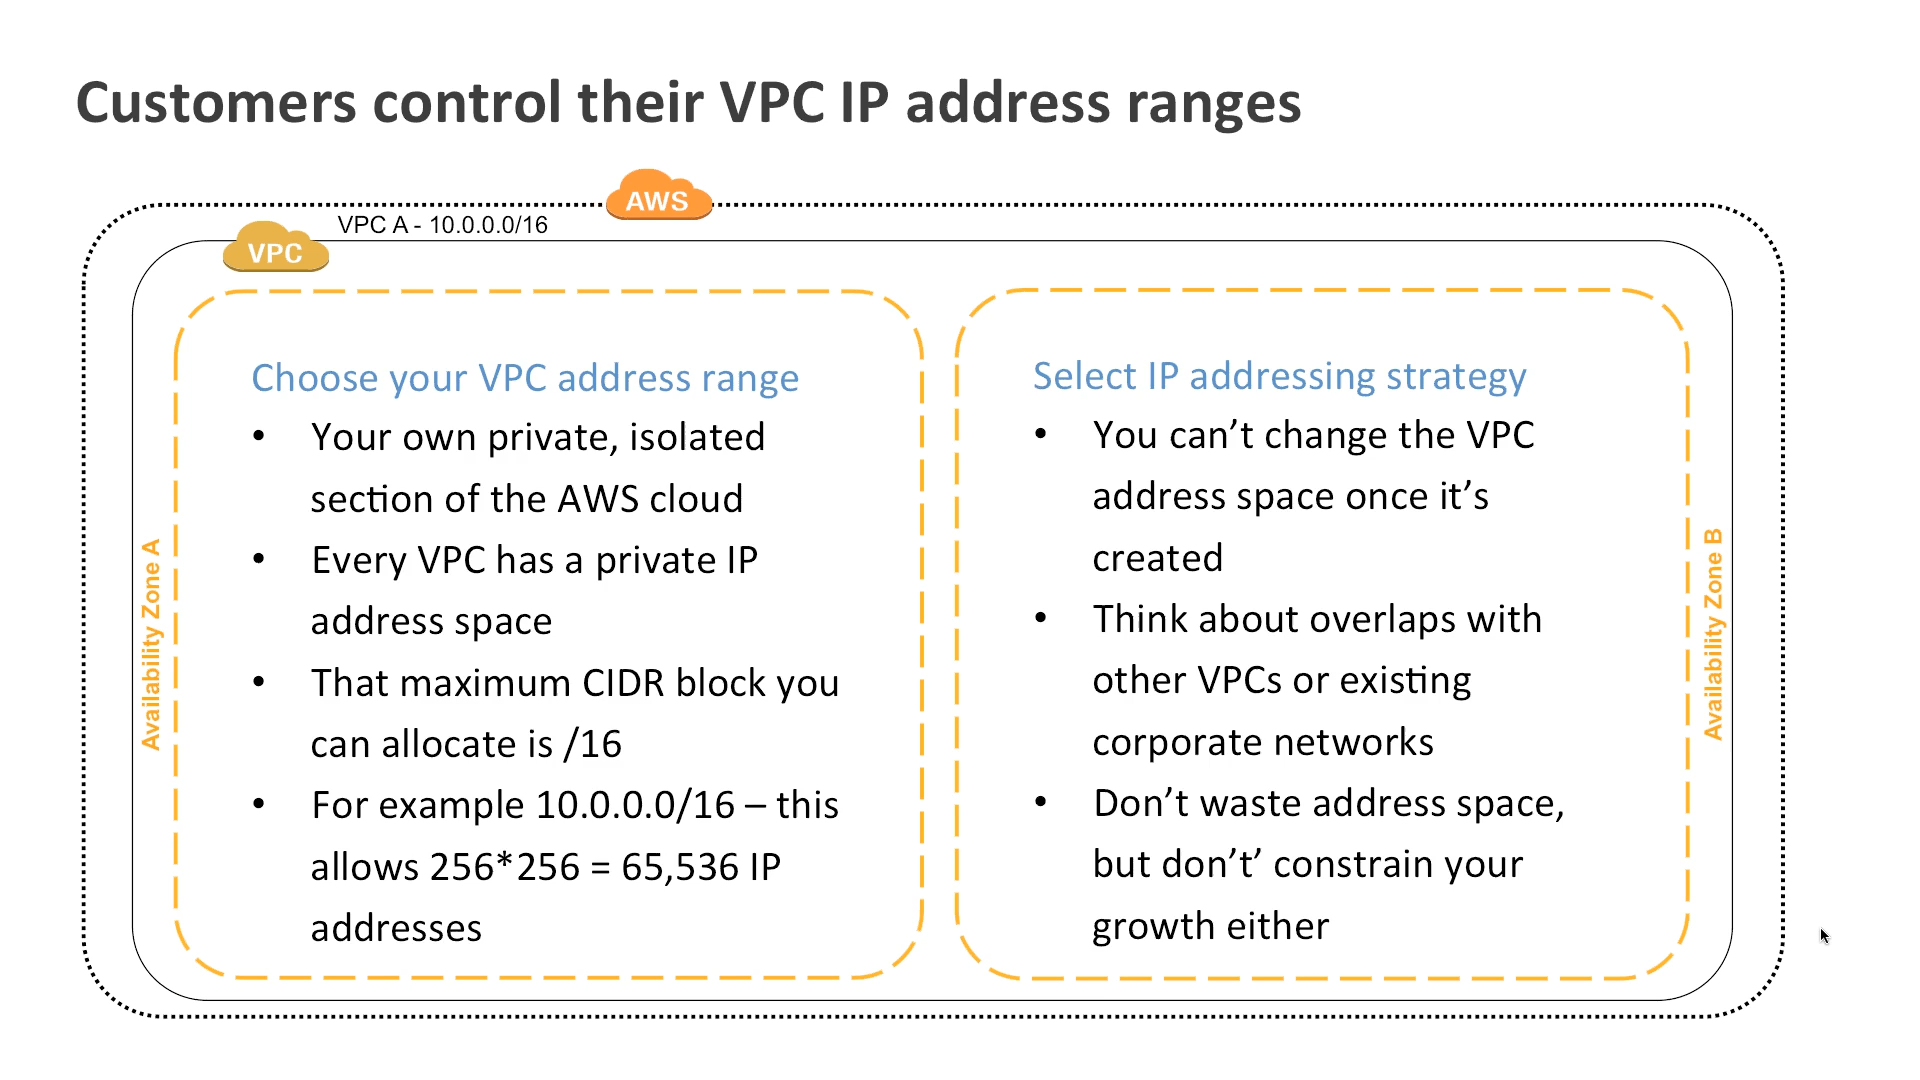 Customers control their VPC IP address ranges
AWS
VPC A - 10.0.0.0/16
VPC
Availability Zone A
Choose your VPC address range
• Your own private, isolated
section of the AWS cloud
• Every VPC has a private IP
address space
• That maximum CIDR block you
can allocate is /16
• For example 10.0.0.0/16 – this
allows 256*256 = 65,536 IP
addresses
Select IP addressing strategy
• You can’t change the VPC
address space once it’s
created
• Think about overlaps with
other VPCs or existing
corporate networks
• Don’t waste address space,
but don’t’ constrain your
growth either
Availability Zone B